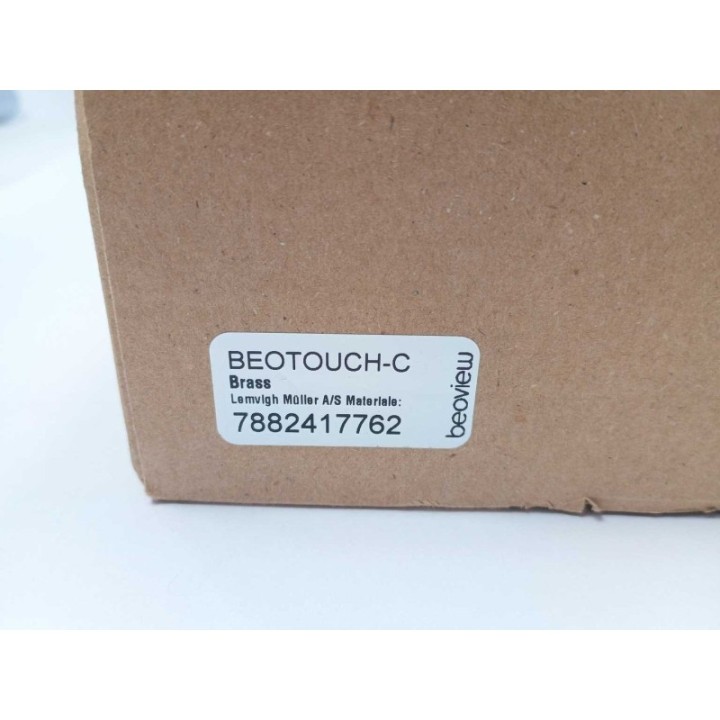 BEOTOUCH-C
Brass
Lemvigh Müller A/S Materiale:
7882417762
beoview